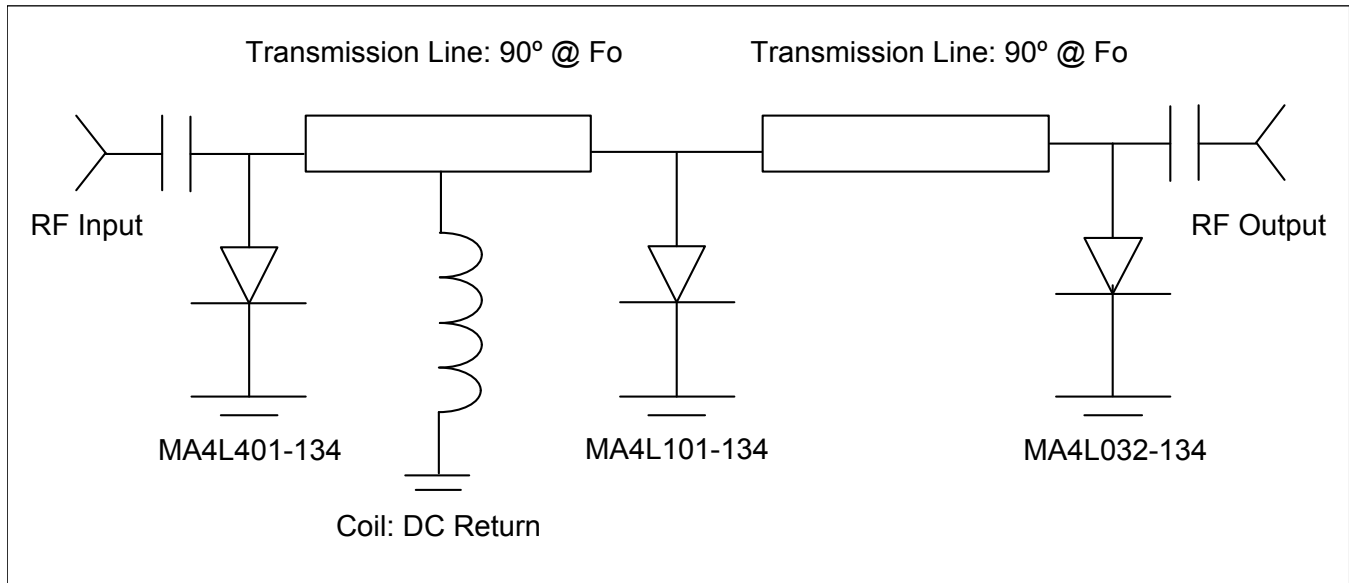 Transmission Line: 90º @ Fo
Transmission Line: 90º @ Fo
RF Input
RF Output
MA4L401-134
MA4L101-134
MA4L032-134
Coil: DC Return